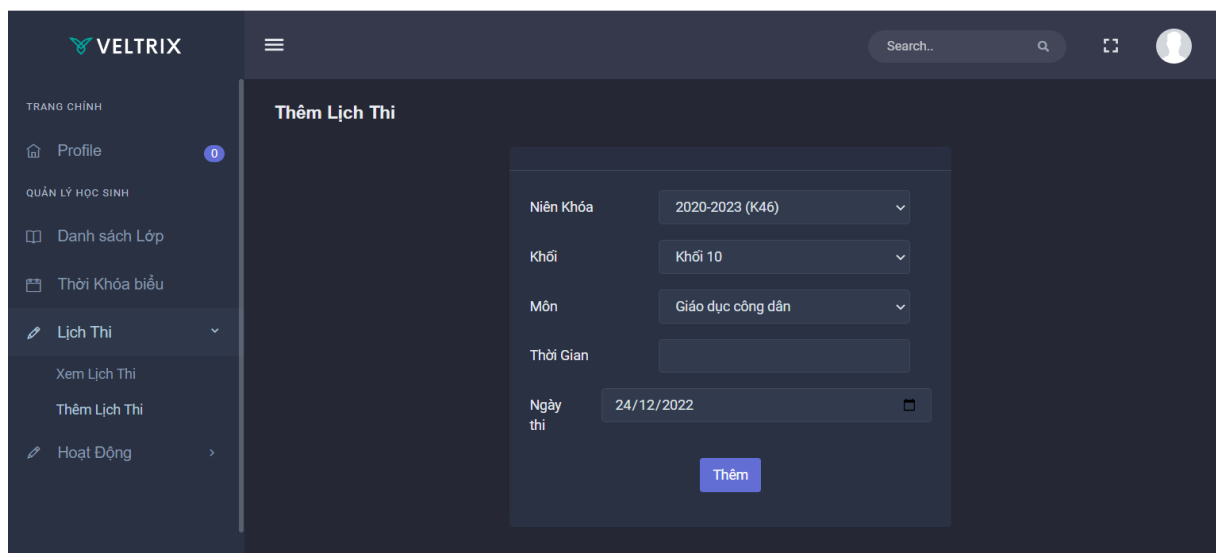 VELTRIX
Search..
TRANG CHÍNH
Profile
0
QUẢN LÝ HỌC SINH
Danh sách Lớp
Thời Khóa biểu
Lịch Thi
Xem Lịch Thi
Thêm Lịch Thi
Hoạt Động
Thêm Lịch Thi
Niên Khóa
2020-2023 (K46)
Khối
Khối 10
Môn
Giáo dục công dân
Thời Gian
Ngày
thi
24/12/2022
Thêm